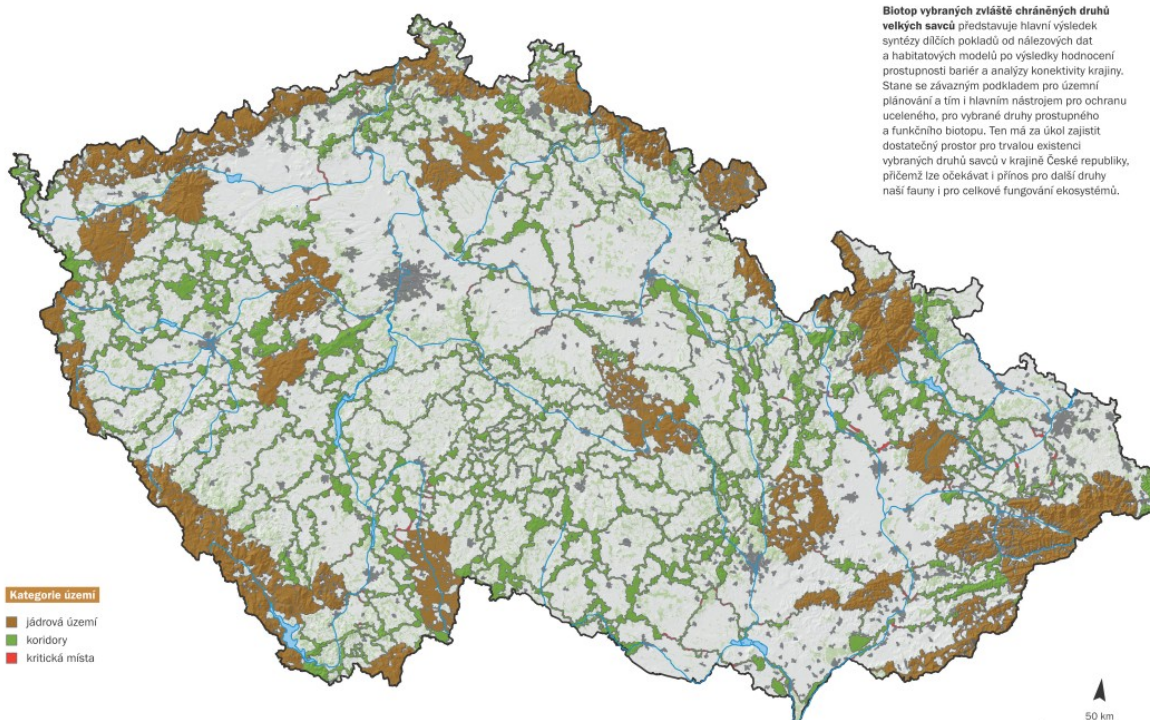 Biotop vybraných zvláště chráněných druhů
velkých savců představuje hlavní výsledek
syntézy dílčích pokladů od nálezových dat
a habitatových modelů po výsledky hodnocení
prostupnosti bariér a analýzy konektivity krajiny.
Stane se závazným podkladem pro územní
plánování a tím i hlavním nástrojem pro ochranu
uceleného, pro vybrané druhy prostupného
a funkčního biotopu. Ten má za úkol zajistit
dostatečný prostor pro trvalou existenci
vybraných druhů savců v krajině České republiky,
přičemž lze očekávat i přínos pro další druhy
naší fauny i pro celkové fungování ekosystémů.
Kategorie území
jádrová území
koridory
kritická místa
50 km